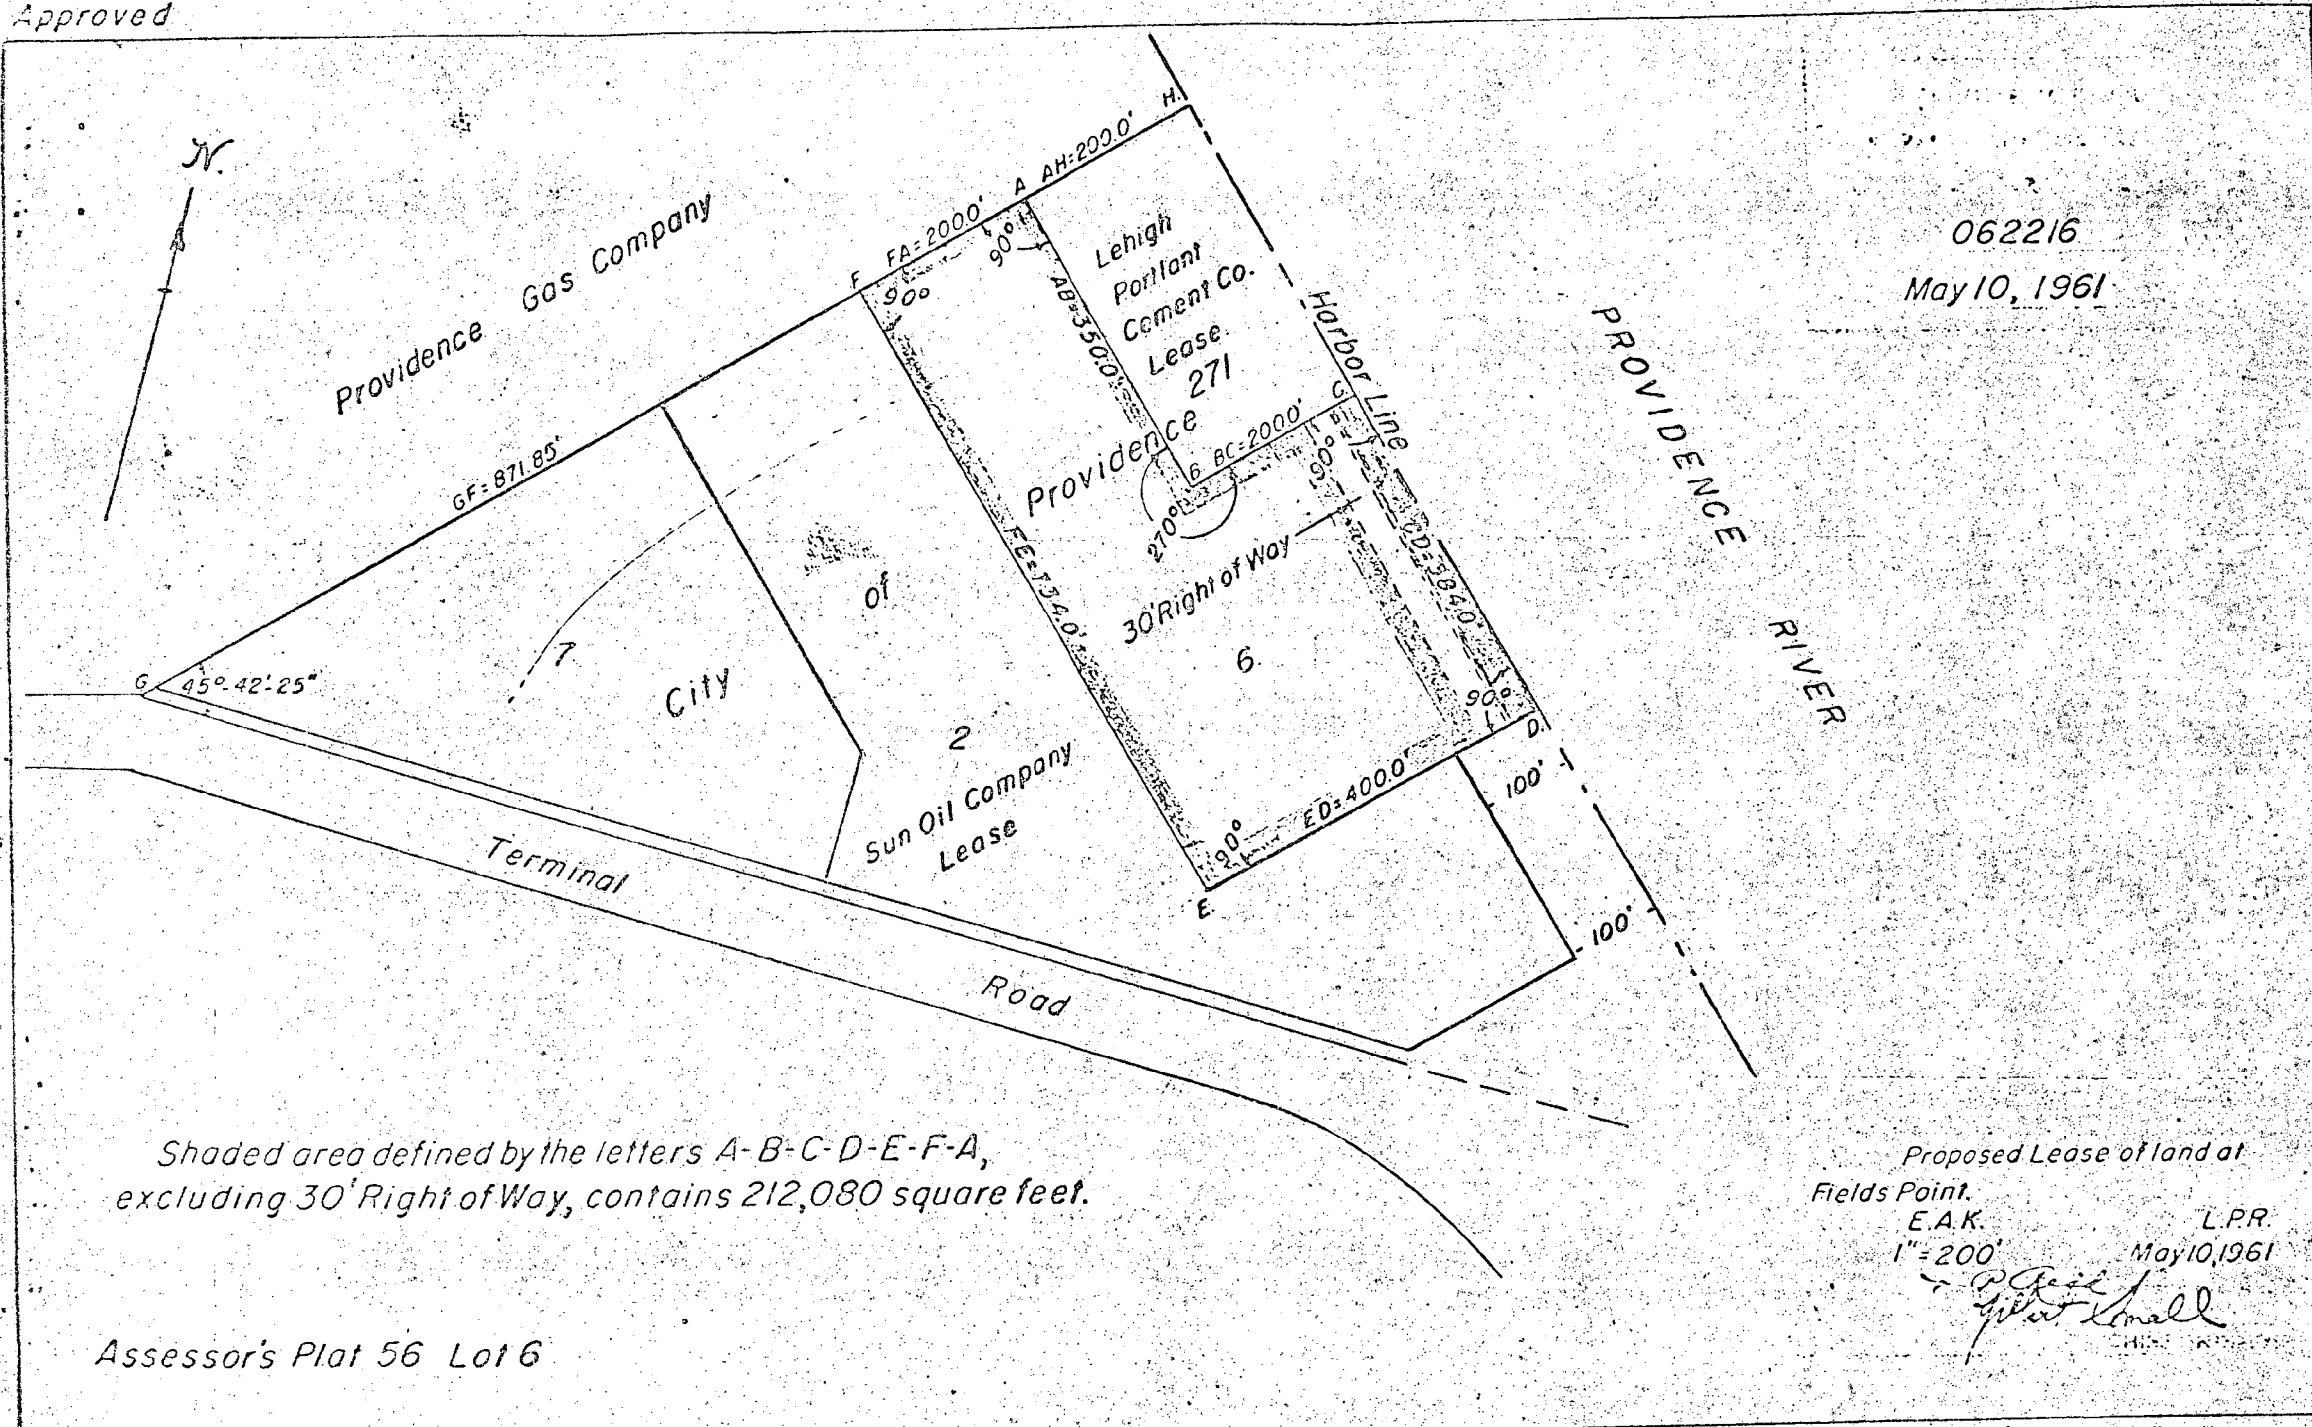 Approved
N.
062216
May 10, 1961
Providence Gas Company
H.
AH=200.0'
A
FA=200.0'
F
90°
90°
Lehigh
Portlant
Cement Co.
Lease
271
AB=350.0'
Harbor Line
PROVIDENCE
RIVER
C
BC=200.0'
B
90°
270°
Providence
30' Right of Way
CD=384.0'
GF=871.85'
FE=734.0'
of
City
7
6
2
G
45°-42'-25"
Sun Oil Company
Lease
90°
D.
ED=400.0'
90°
E.
100'
100'
Terminal
Road
Shaded area defined by the letters A-B-C-D-E-F-A,
excluding 30' Right of Way, contains 212,080 square feet.
Assessor's Plat 56 Lot 6
Proposed Lease of land at
Fields Point.
E.A.K. L.P.R.
1"=200' May 10, 1961